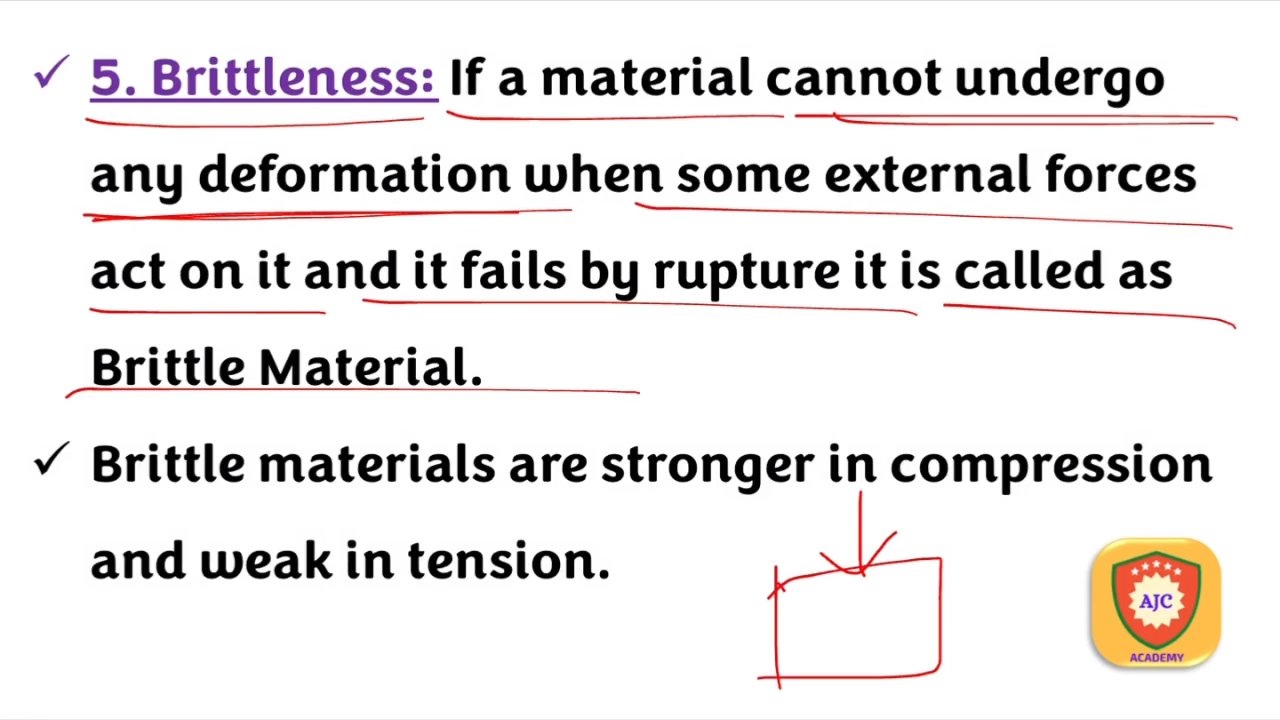 ✓ 5. Brittleness: If a material cannot undergo
any deformation when some external forces
act on it and it fails by rupture it is called as
Brittle Material.
✓ Brittle materials are stronger in compression
and weak in tension.
AJC
ACADEMY